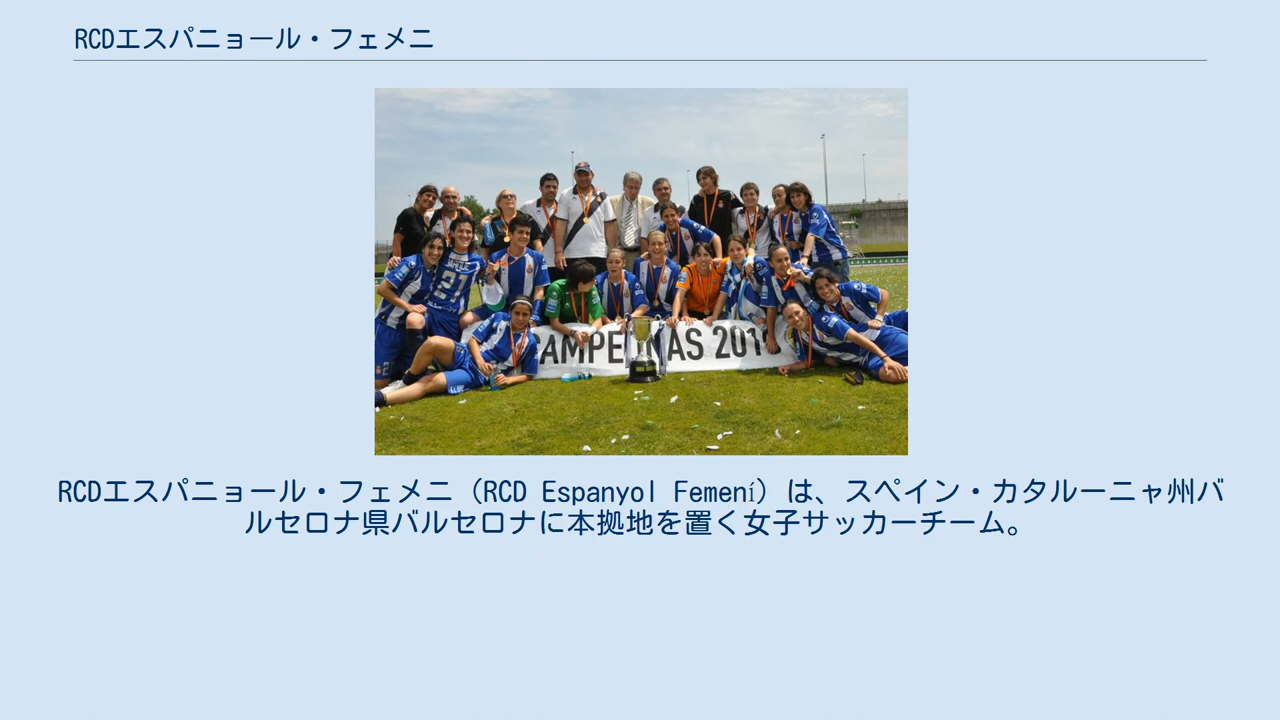 RCDエスパニョール・フェメニ
21
CAMPEONAS 201
RCDエスパニョール・フェメニ（RCD Espanyol Femení）は、スペイン・カタルーニャ州バ
ルセロナ県バルセロナに本拠地を置く女子サッカーチーム。